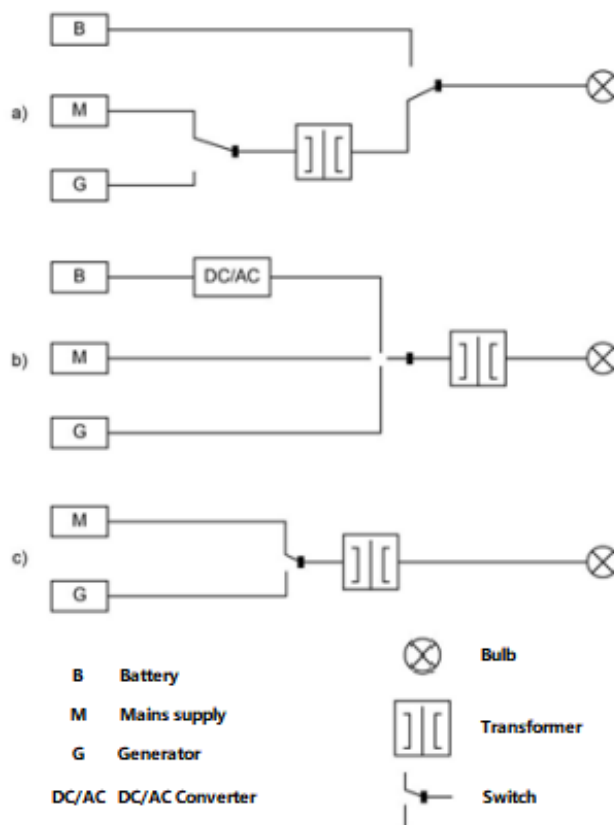 B
a)
M
G
B
DC/AC
b)
M
G
M
c)
G
B Battery
M Mains supply
G Generator
DC/AC DC/AC Converter
Bulb
Transformer
Switch